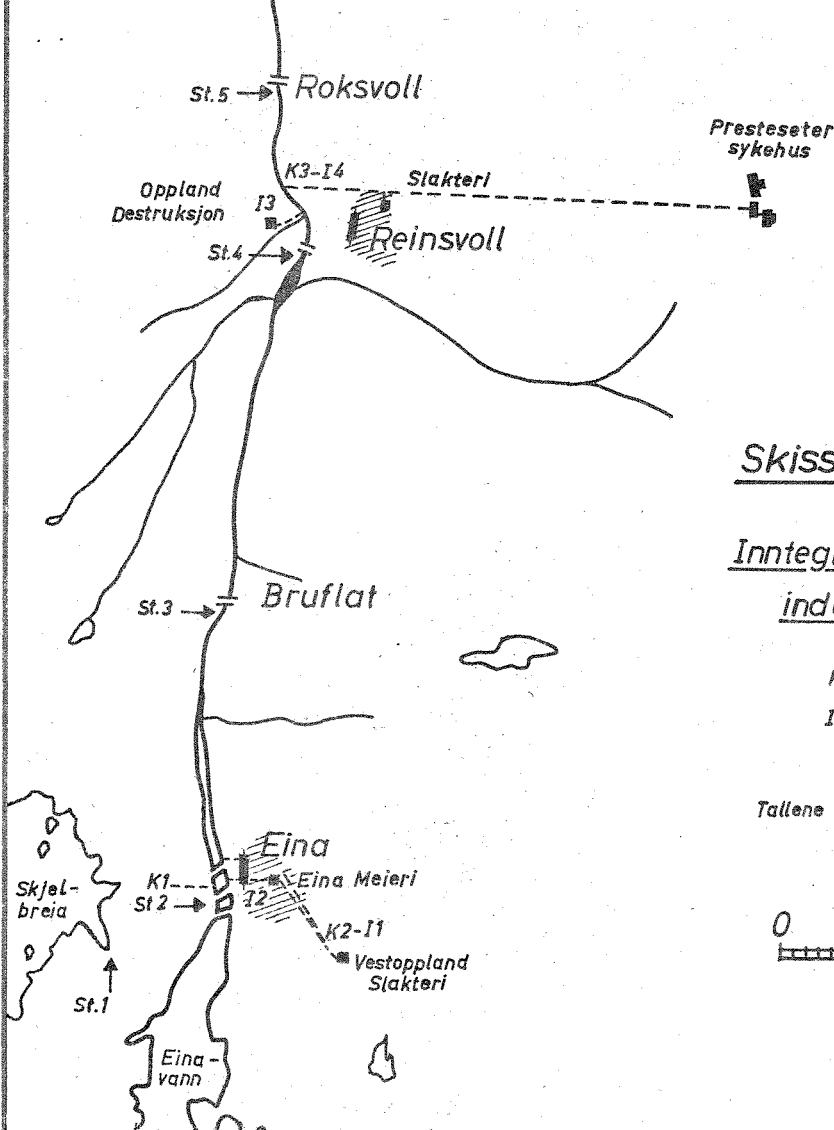 St.5
Roksvoll
Presteseter
sykehus
K3-I4
Slakteri
Oppland
Destruksjon
I3
Reinsvoll
St.4
Skiss
Innteg
ind
St.3
Bruflat
Tallene
Eina
Skjel-
breia
K1
Eina Meieri
St 2
I2
K2-I1
0
Vestoppland
Slakteri
St.1
Eina-
vann